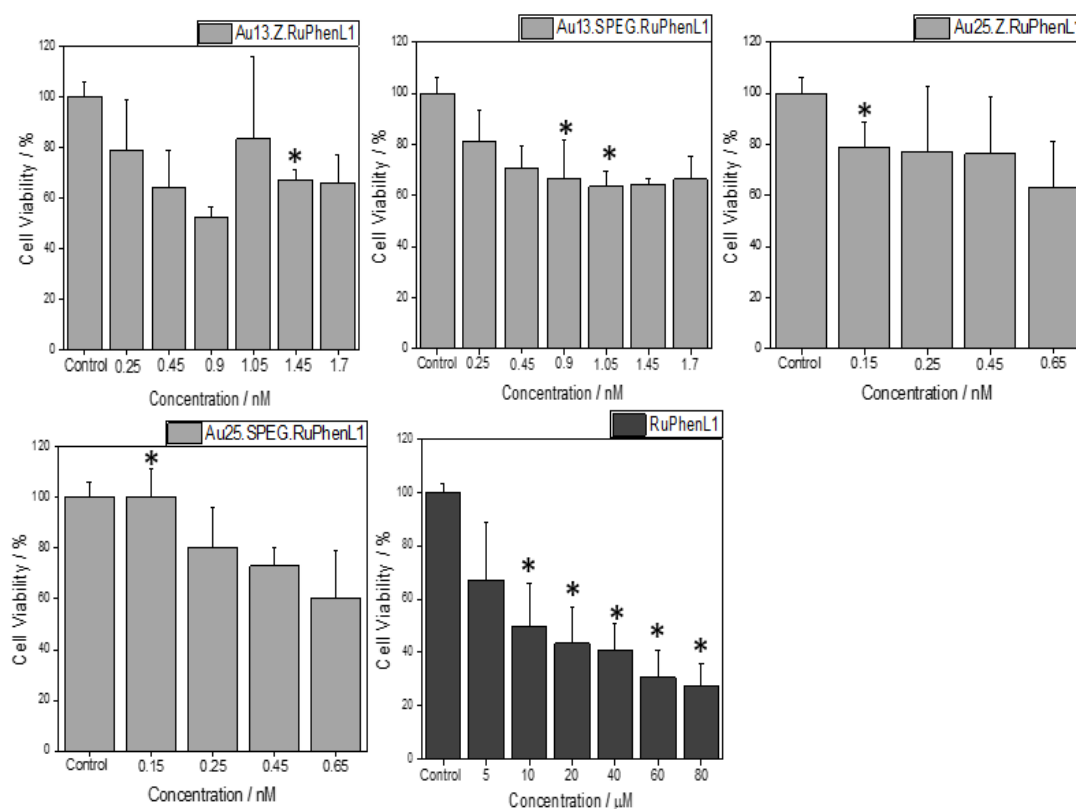 Au13.Z.RuPhenL1
120
100
80
60
40
20
0
Cell Viability / %
*
Control 0.25 0.45 0.9 1.05 1.45 1.7
Concentration / nM
Au13.SPEG.RuPhenL1
120
100
80
60
40
20
0
Cell Viability / %
* *
Control 0.25 0.45 0.9 1.05 1.45 1.7
Concentration / nM
Au25.Z.RuPhenL1
120
100
80
60
40
20
0
Cell Viability / %
*
Control 0.15 0.25 0.45 0.65
Concentration / nM
Au25.SPEG.RuPhenL1
120
100
80
60
40
20
0
Cell Viability / %
*
Control 0.15 0.25 0.45 0.65
Concentration / nM
RuPhenL1
120
100
80
60
40
20
0
Cell Viability / %
* * * * *
Control 5 10 20 40 60 80
Concentration / μM